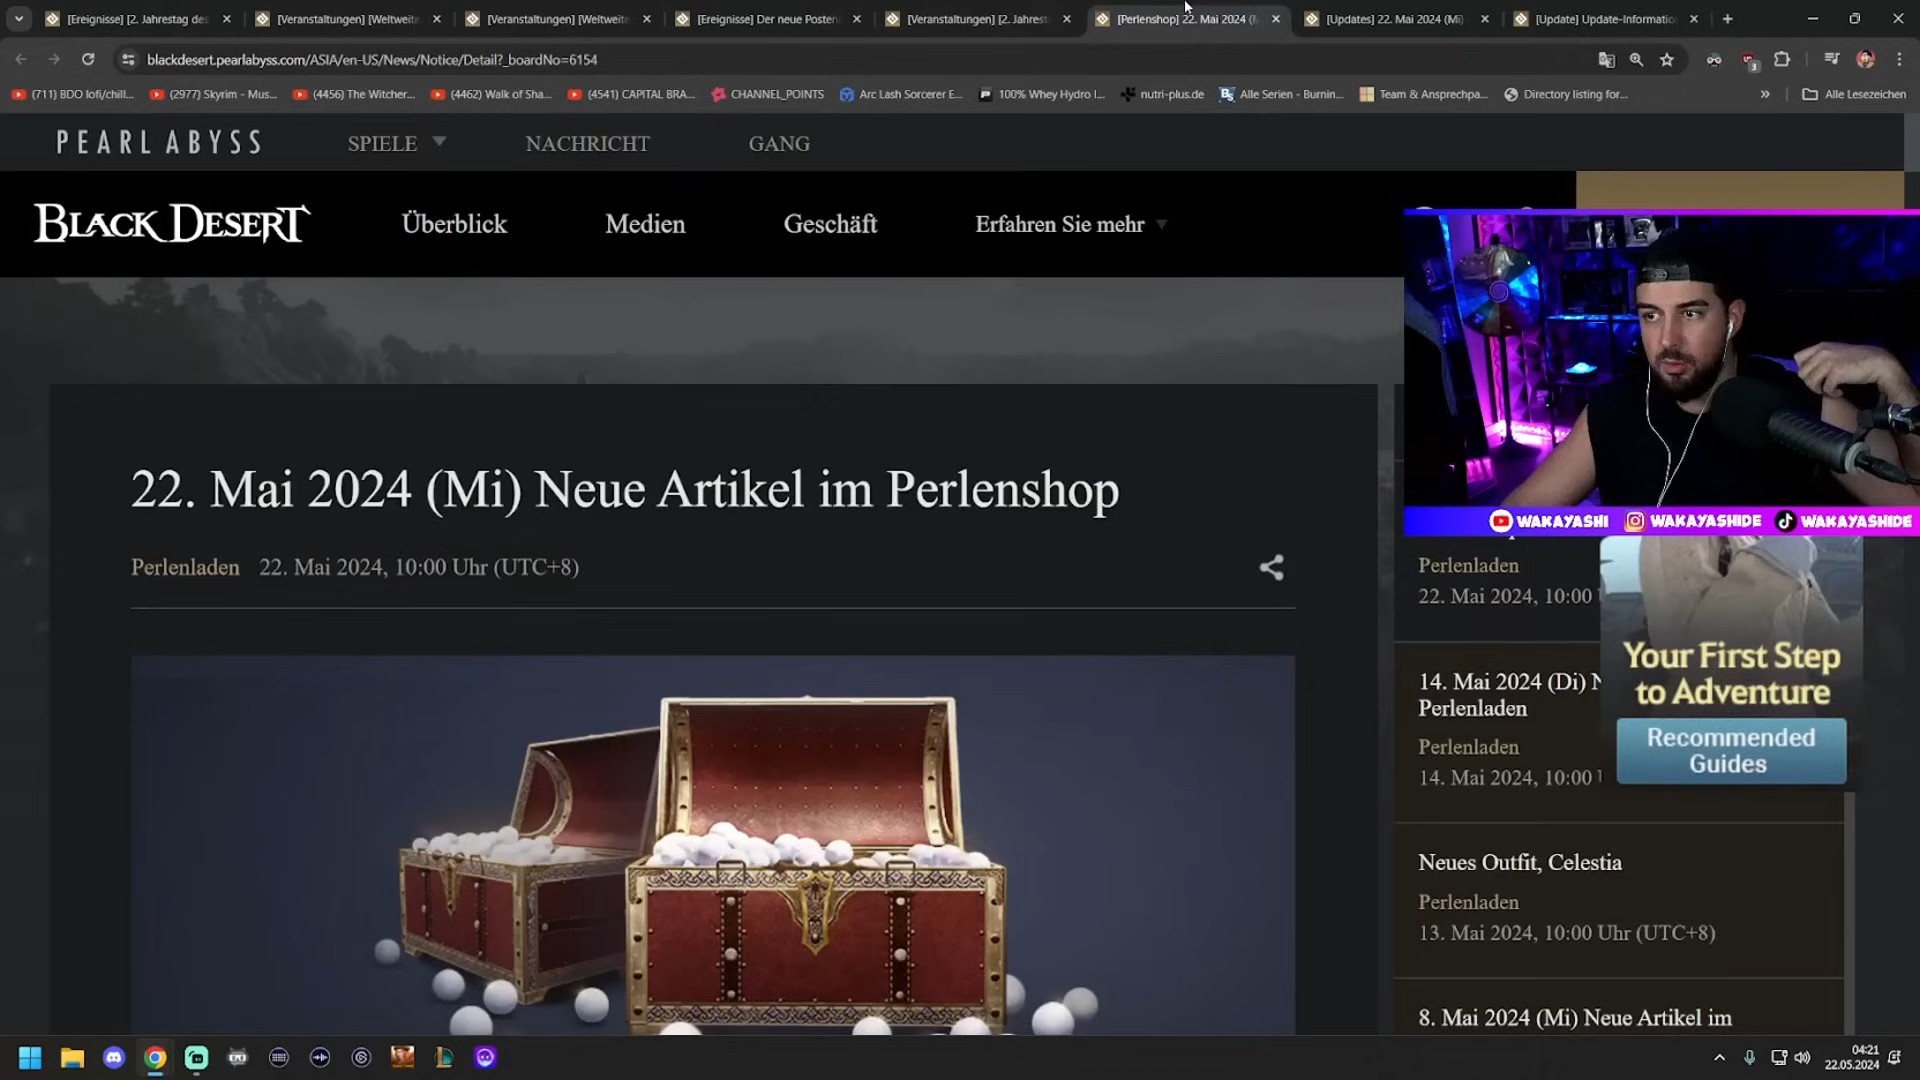 [Ereignisse] [2. Jahrestag des
[Veranstaltungen] [Weltweite
[Veranstaltungen] [Weltweite
[Ereignisse] Der neue Posten
[Veranstaltungen] [2. Jahrest
[Perlenshop] 22. Mai 2024 (
[Updates] 22. Mai 2024 (Mi)
[Update] Update-Informatio
blackdesert.pearlabyss.com/ASIA/en-US/News/Notice/Detail?_boardNo=6154
3
(711) BDO lofi/chill...
(2977) Skyrim - Mus...
(4456) The Witcher...
(4462) Walk of Sha...
(4541) CAPITAL BRA...
CHANNEL_POINTS
Arc Lash Sorcerer E...
100% Whey Hydro I...
nutri-plus.de
Alle Serien - Burnin...
Team & Ansprechpa...
Directory listing for...
Alle Lesezeichen
PEARL ABYSS
SPIELE
NACHRICHT
GANG
BLACK DESERT
Überblick
Medien
Geschäft
Erfahren Sie mehr
22. Mai 2024 (Mi) Neue Artikel im Perlenshop
Perlenladen
22. Mai 2024, 10:00 Uhr (UTC+8)
WAKAYASHI
WAKAYASHIDE
WAKAYASHIDE
Perlenladen
22. Mai 2024, 10:00
14. Mai 2024 (Di)
Perlenladen
Perlenladen
14. Mai 2024, 10:00
Your First Step
to Adventure
Recommended
Guides
Neues Outfit, Celestia
Perlenladen
13. Mai 2024, 10:00 Uhr (UTC+8)
8. Mai 2024 (Mi) Neue Artikel im
04:21
22.05.2024